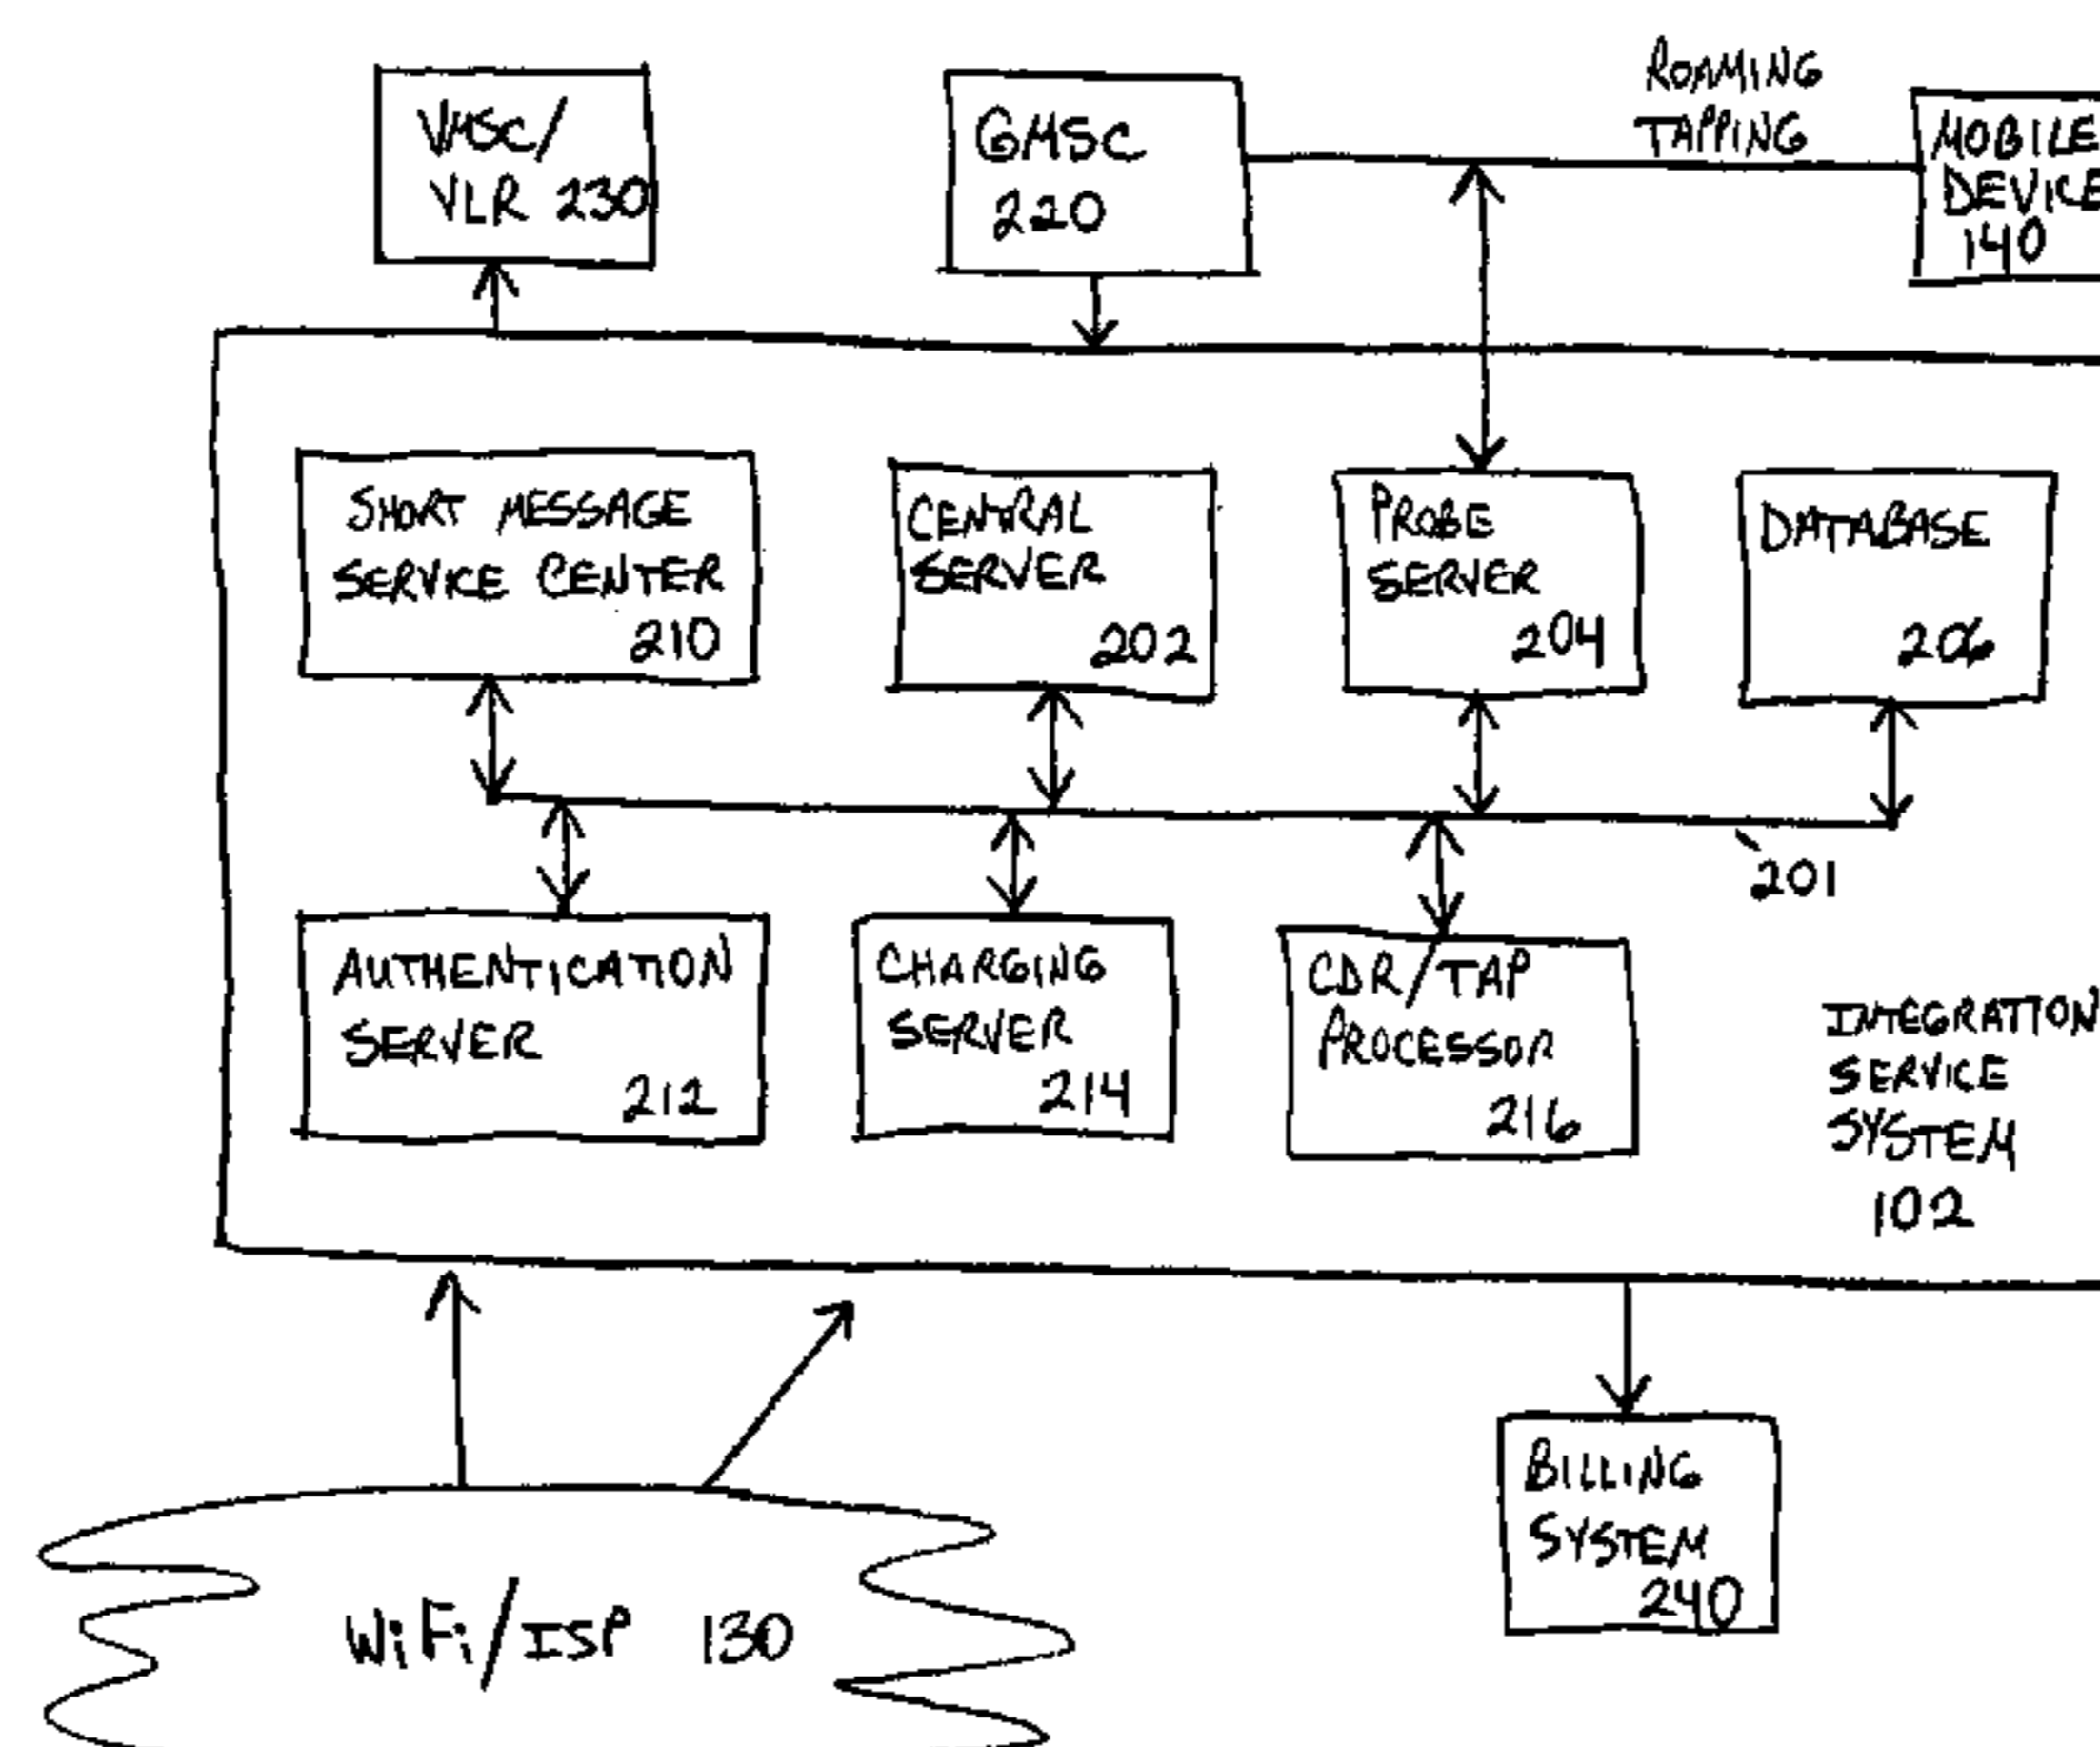 VMSC/
VLR 230
GMSC
220
ROAMING
TAPPING
MOBILE
DEVICE
140
SHORT MESSAGE
SERVICE CENTER
210
CENTRAL
SERVER
202
PROBE
SERVER
204
DATABASE
206
201
AUTHENTICATION
SERVER
212
CHARGING
SERVER
214
CDR/TAP
PROCESSOR
216
INTEGRATION
SERVICE
SYSTEM
102
WiFi/ISP 130
BILLING
SYSTEM
240